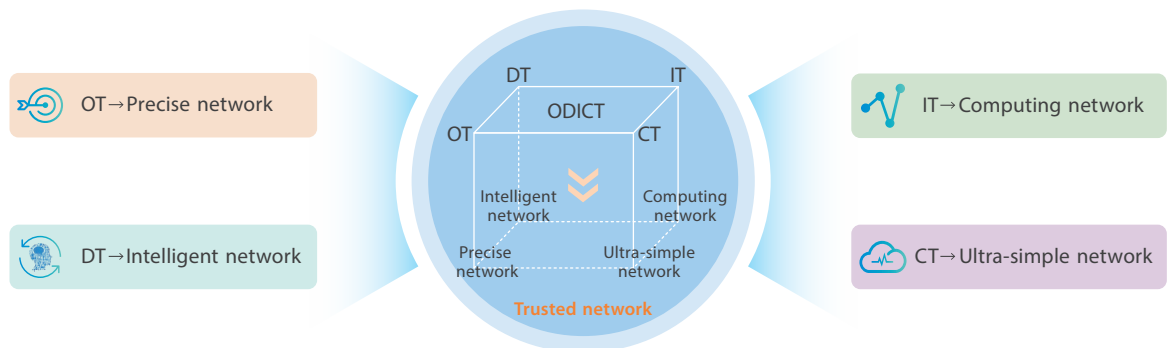 OT→Precise network
DT→Intelligent network
DT
IT
ODICT
OT
CT
Intelligent
network
Computing
network
Precise
network
Ultra-simple
network
Trusted network
IT→Computing network
CT→Ultra-simple network